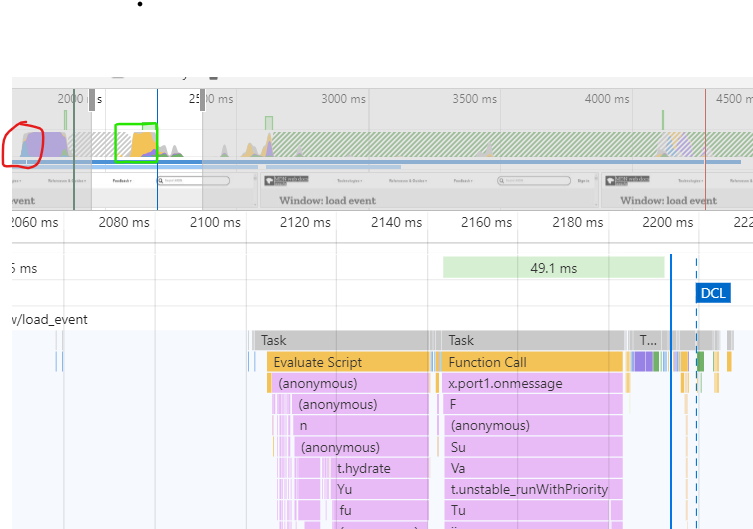 2000 ms 2500 ms 3000 ms 3500 ms 4000 ms 4500 m
Feedback
Window: load event Window: load event
2060 ms 2080 ms 2100 ms 2120 ms 2140 ms 2160 ms 2180 ms 2200 ms 222
5 ms 49.1 ms
DCL
w/load_event
Task Task T...
Evaluate Script Function Call
(anonymous) x.port1.onmessage
(anonymous) F
n (anonymous)
(anonymous) Su
t.hydrate Va
Yu t.unstable_runWithPriority
fu Tu